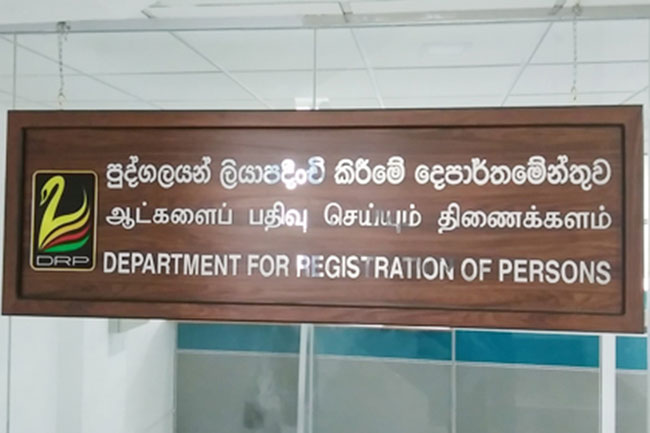 පුද්ගලයන් ලියාපදිංචි කිරීමේ දෙපාර්තමේන්තුව
ஆட்களைப் பதிவு செய்யும் திணைக்களம்
DRP
DEPARTMENT FOR REGISTRATION OF PERSONS